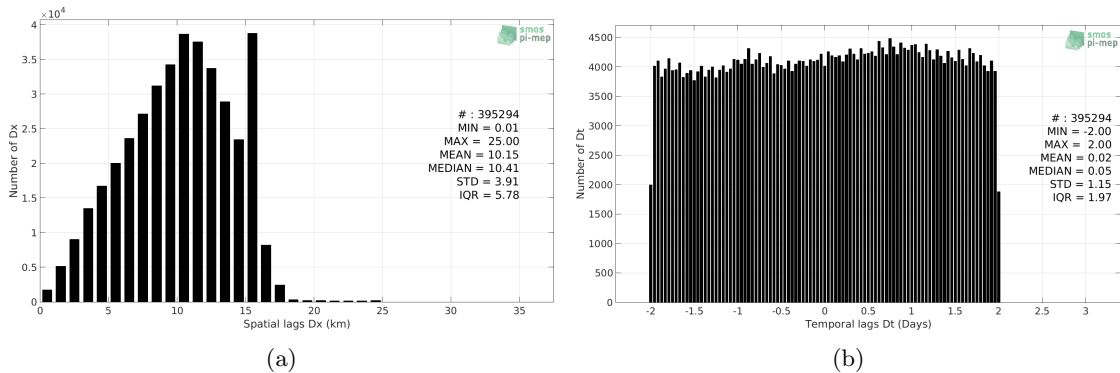 ×10⁴
4
3.5
3
2.5
2
1.5
1
0.5
0
Number of Dx
0 5 10 15 20 25 30 35
Spatial lags Dx (km)
smos
pi-mep
# : 395294
MIN = 0.01
MAX = 25.00
MEAN = 10.15
MEDIAN = 10.41
STD = 3.91
IQR = 5.78
(a)
4500
4000
3500
3000
2500
2000
1500
1000
500
0
Number of Dt
-2 -1.5 -1 -0.5 0 0.5 1 1.5 2 2.5 3
Temporal lags Dt (Days)
smos
pi-mep
# : 395294
MIN = -2.00
MAX = 2.00
MEAN = 0.02
MEDIAN = 0.05
STD = 1.15
IQR = 1.97
(b)